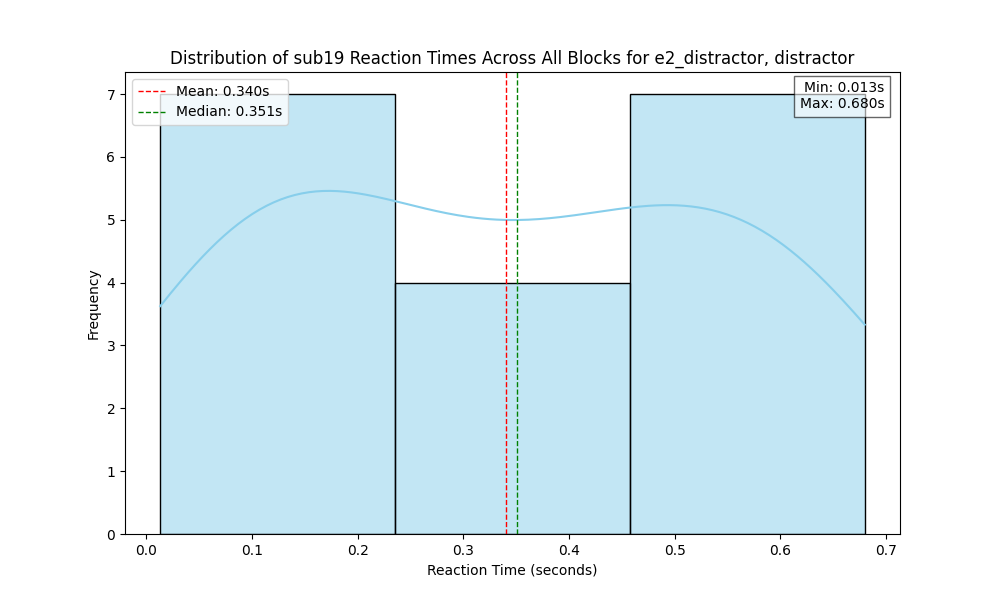 Distribution of sub19 Reaction Times Across All Blocks for e2_distractor, distractor
Mean: 0.340s
Median: 0.351s
Min: 0.013s
Max: 0.680s
7
6
5
4
3
2
1
0
Frequency
0.0 0.1 0.2 0.3 0.4 0.5 0.6 0.7
Reaction Time (seconds)